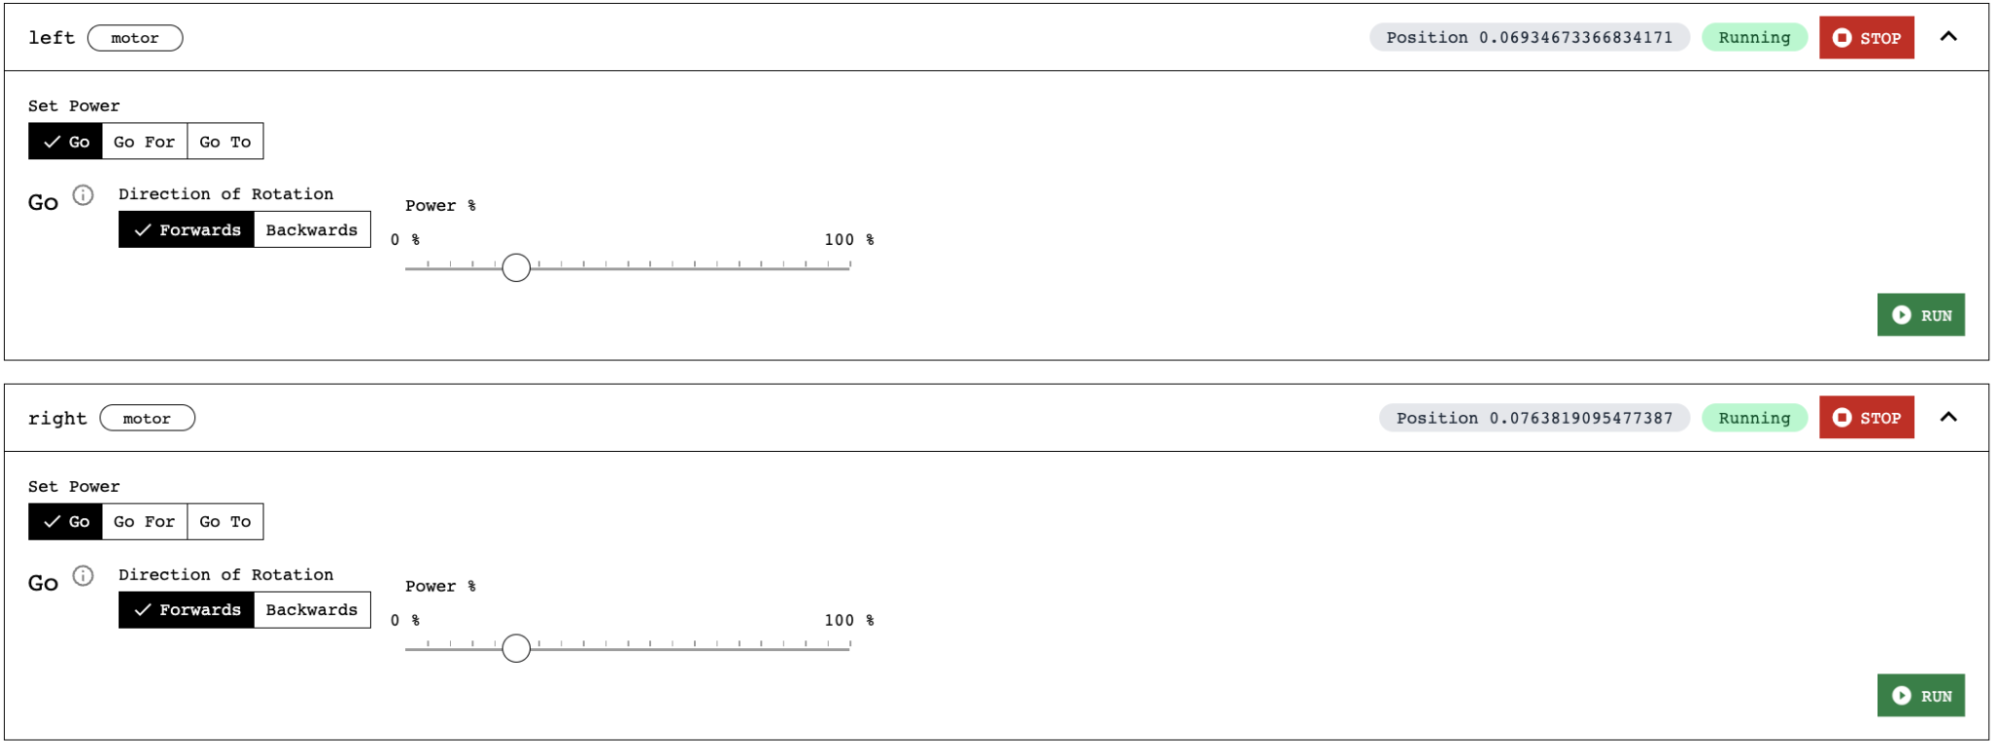 left motor Position 0.06934673366834171 Running STOP
Set Power
Go Go For Go To
Go Direction of Rotation
Power %
Forwards Backwards
0 % 100 %
RUN
right motor Position 0.0763819095477387 Running STOP
Set Power
Go Go For Go To
Go Direction of Rotation
Power %
Forwards Backwards
0 % 100 %
RUN